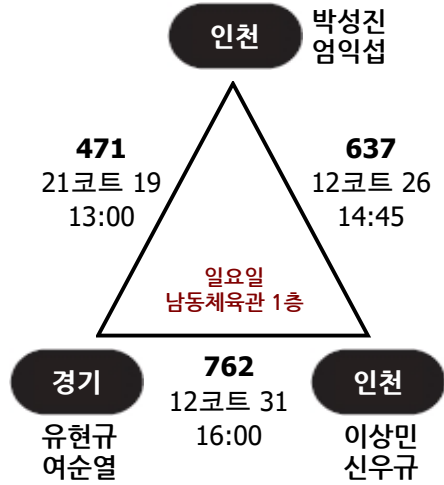 인천
박성진
엄익섭
471
21코트 19
13:00
637
12코트 26
14:45
일요일
남동체육관 1층
경기
유현규
여순열
762
12코트 31
16:00
인천
이상민
신우규